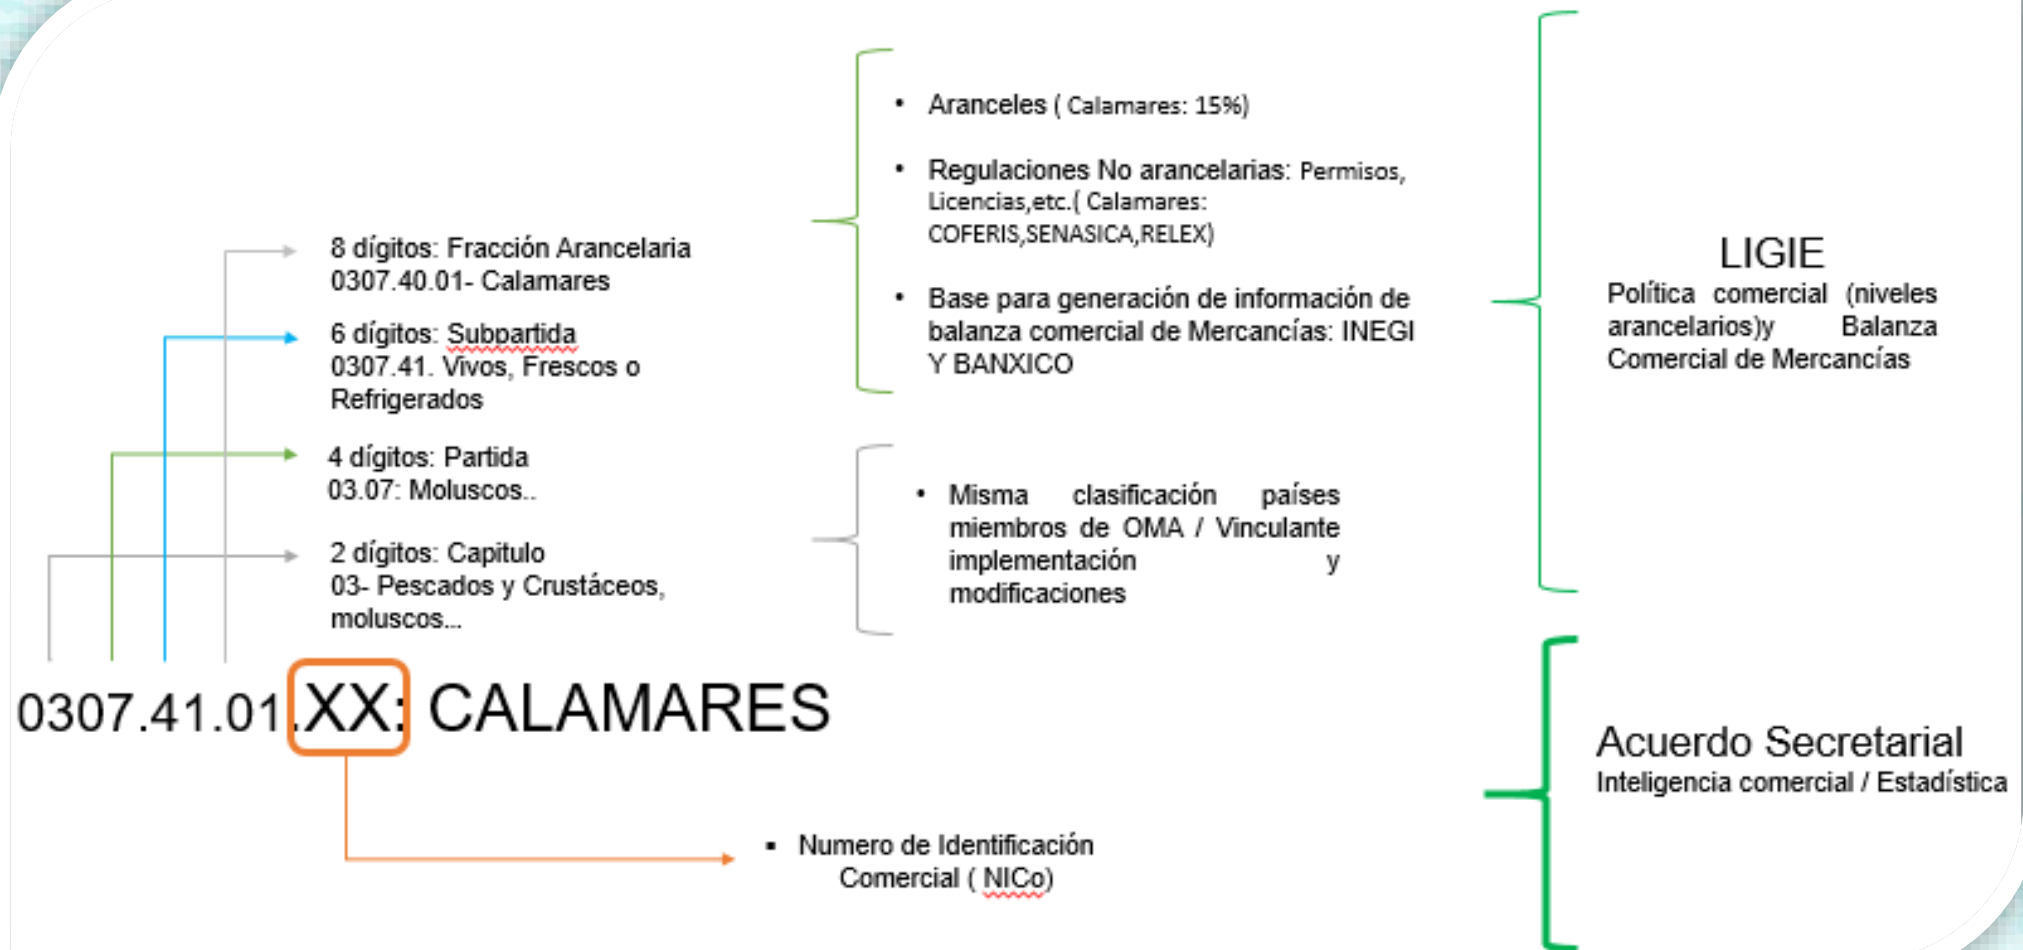 8 dígitos: Fracción Arancelaria
0307.40.01- Calamares
6 dígitos: Subpartida
0307.41. Vivos, Frescos o
Refrigerados
4 dígitos: Partida
03.07: Moluscos..
2 dígitos: Capitulo
03- Pescados y Crustáceos,
moluscos...
0307.41.01.XX: CALAMARES
• Aranceles ( Calamares: 15%)
• Regulaciones No arancelarias: Permisos,
Licencias,etc.( Calamares:
COFERIS,SENASICA,RELEX)
• Base para generación de información de
balanza comercial de Mercancías: INEGI
Y BANXICO
• Misma clasificación países
miembros de OMA / Vinculante
implementación y
modificaciones
▪ Numero de Identificación
Comercial ( NICo)
LIGIE
Política comercial (niveles
arancelarios)y Balanza
Comercial de Mercancías
Acuerdo Secretarial
Inteligencia comercial / Estadística